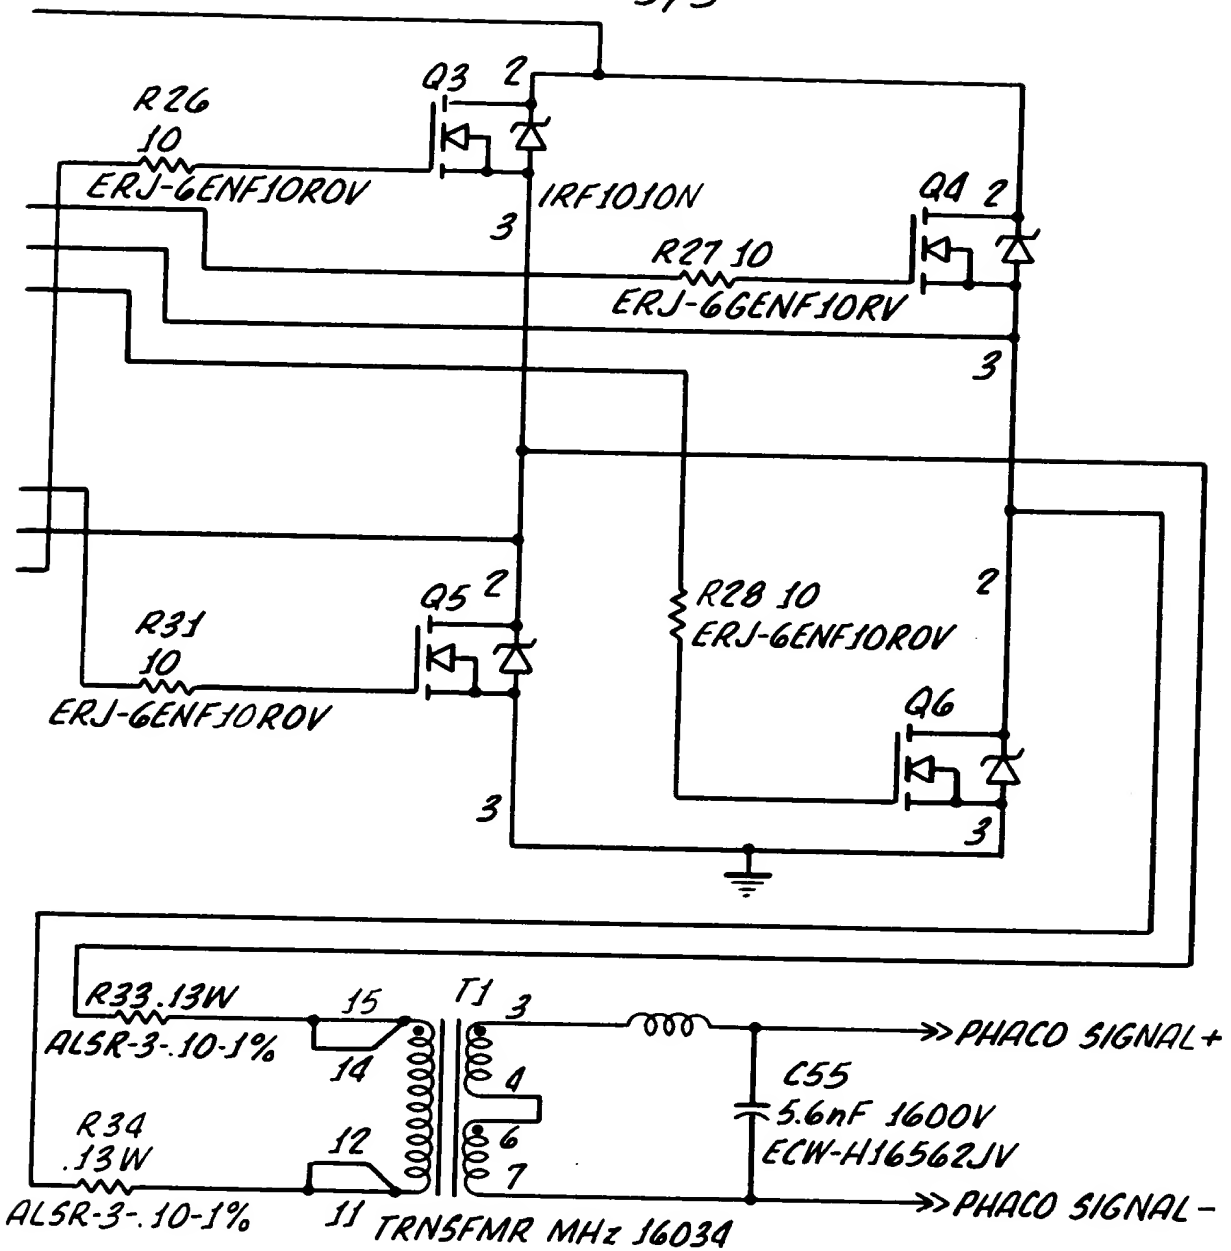 Q3
2
R26
10
ERJ-6ENF10R0V
IRF1010N
3
Q4
2
R27 10
ERJ-6GENF10RV
3
Q5
2
R31
10
ERJ-6ENF10R0V
3
R28 10
ERJ-6ENF10R0V
2
Q6
3
R33 .13W
ALSR-3-.10-1%
15
14
T1
3
4
6
7
R34
.13W
ALSR-3-.10-1%
12
11
TRNSFMR MHz 16034
C55
5.6nF 1600V
ECW-H16562JV
PHACO SIGNAL+
PHACO SIGNAL-